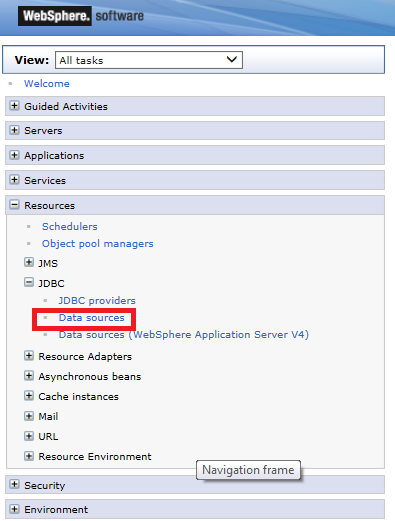 WebSphere. software
View: All tasks
Welcome
Guided Activities
Servers
Applications
Services
Resources
Schedulers
Object pool managers
JMS
JDBC
JDBC providers
Data sources
Data sources (WebSphere Application Server V4)
Resource Adapters
Asynchronous beans
Cache instances
Mail
URL
Resource Environment
Navigation frame
Security
Environment